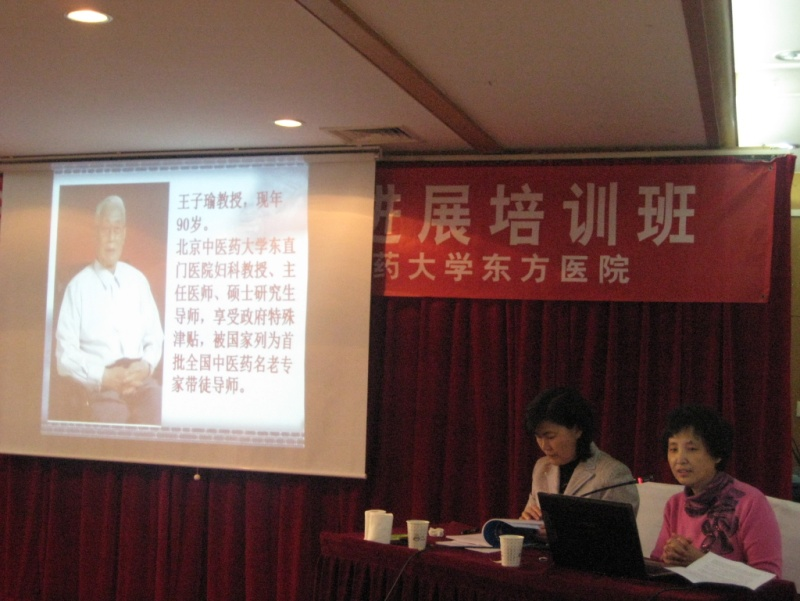 王子瑜教授，现年
90岁。
北京中医药大学东直
门医院妇科教授、主
任医师、硕士研究生
导师，享受政府特殊
津贴，被国家列为首
批全国中医药名老专
家带徒导师。
进展培训班
药大学东方医院